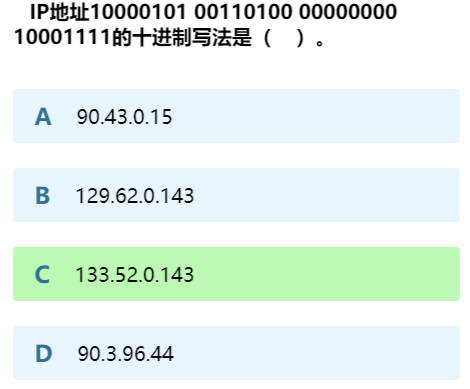 IP地址10000101 00110100 00000000
10001111的十进制写法是（　）。
A 90.43.0.15
B 129.62.0.143
C 133.52.0.143
D 90.3.96.44